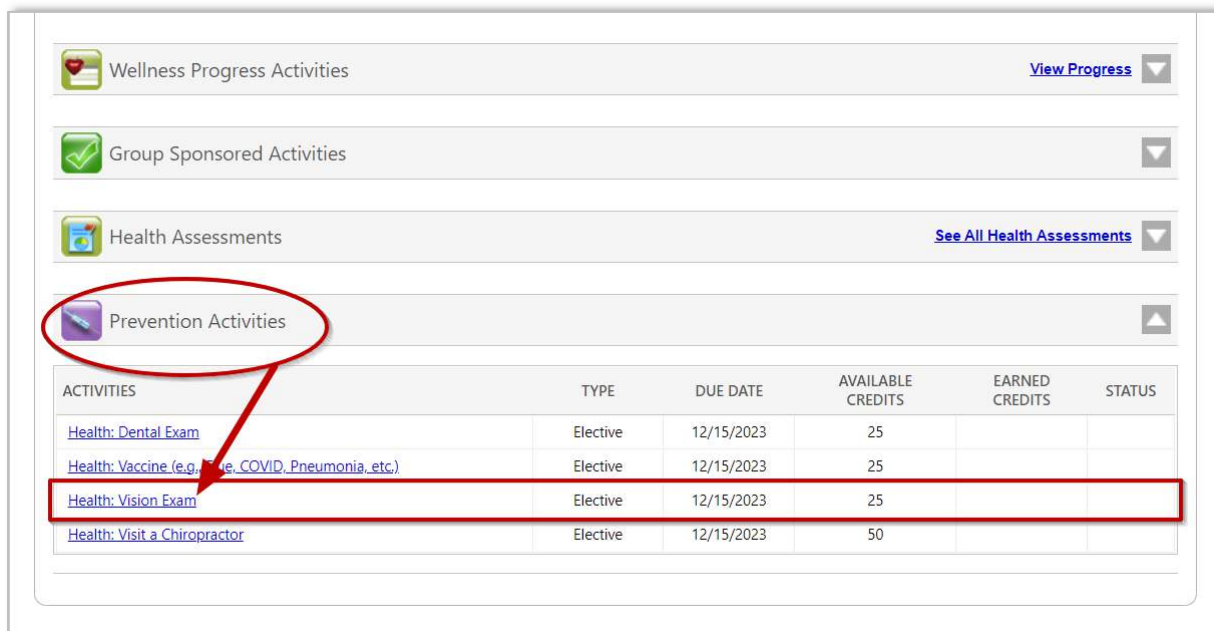 Wellness Progress Activities View Progress
Group Sponsored Activities
Health Assessments See All Health Assessments
Prevention Activities
ACTIVITIES TYPE DUE DATE AVAILABLE CREDITS EARNED CREDITS STATUS
Health: Dental Exam Elective 12/15/2023 25
Health: Vaccine (e.g., COVID, Pneumonia, etc.) Elective 12/15/2023 25
Health: Vision Exam Elective 12/15/2023 25
Health: Visit a Chiropractor Elective 12/15/2023 50